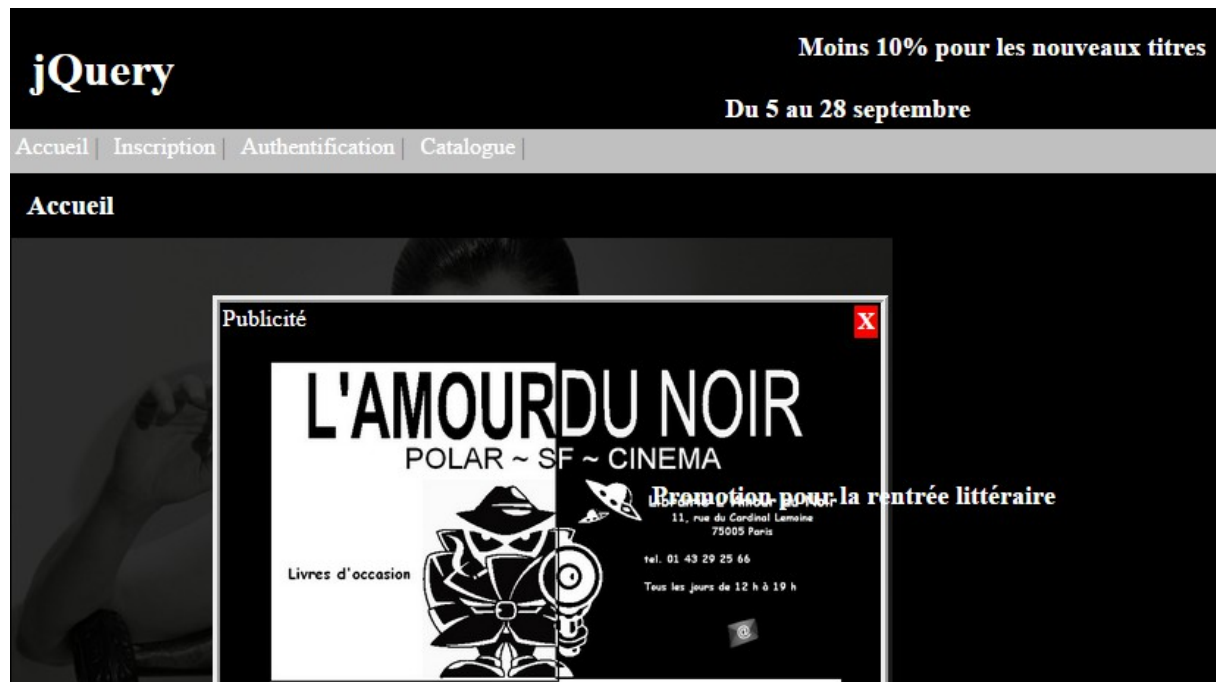 jQuery
Moins 10% pour les nouveaux titres
Du 5 au 28 septembre
Accueil | Inscription | Authentification | Catalogue |
Accueil
Publicité
X
L'AMOUR DU NOIR
POLAR ~ SF ~ CINEMA
Promotion pour la rentrée littéraire
11, rue du Cardinal Lemoine
75005 Paris
tel. 01 43 29 25 66
Livres d'occasion
Tous les jours de 12 h à 19 h
@